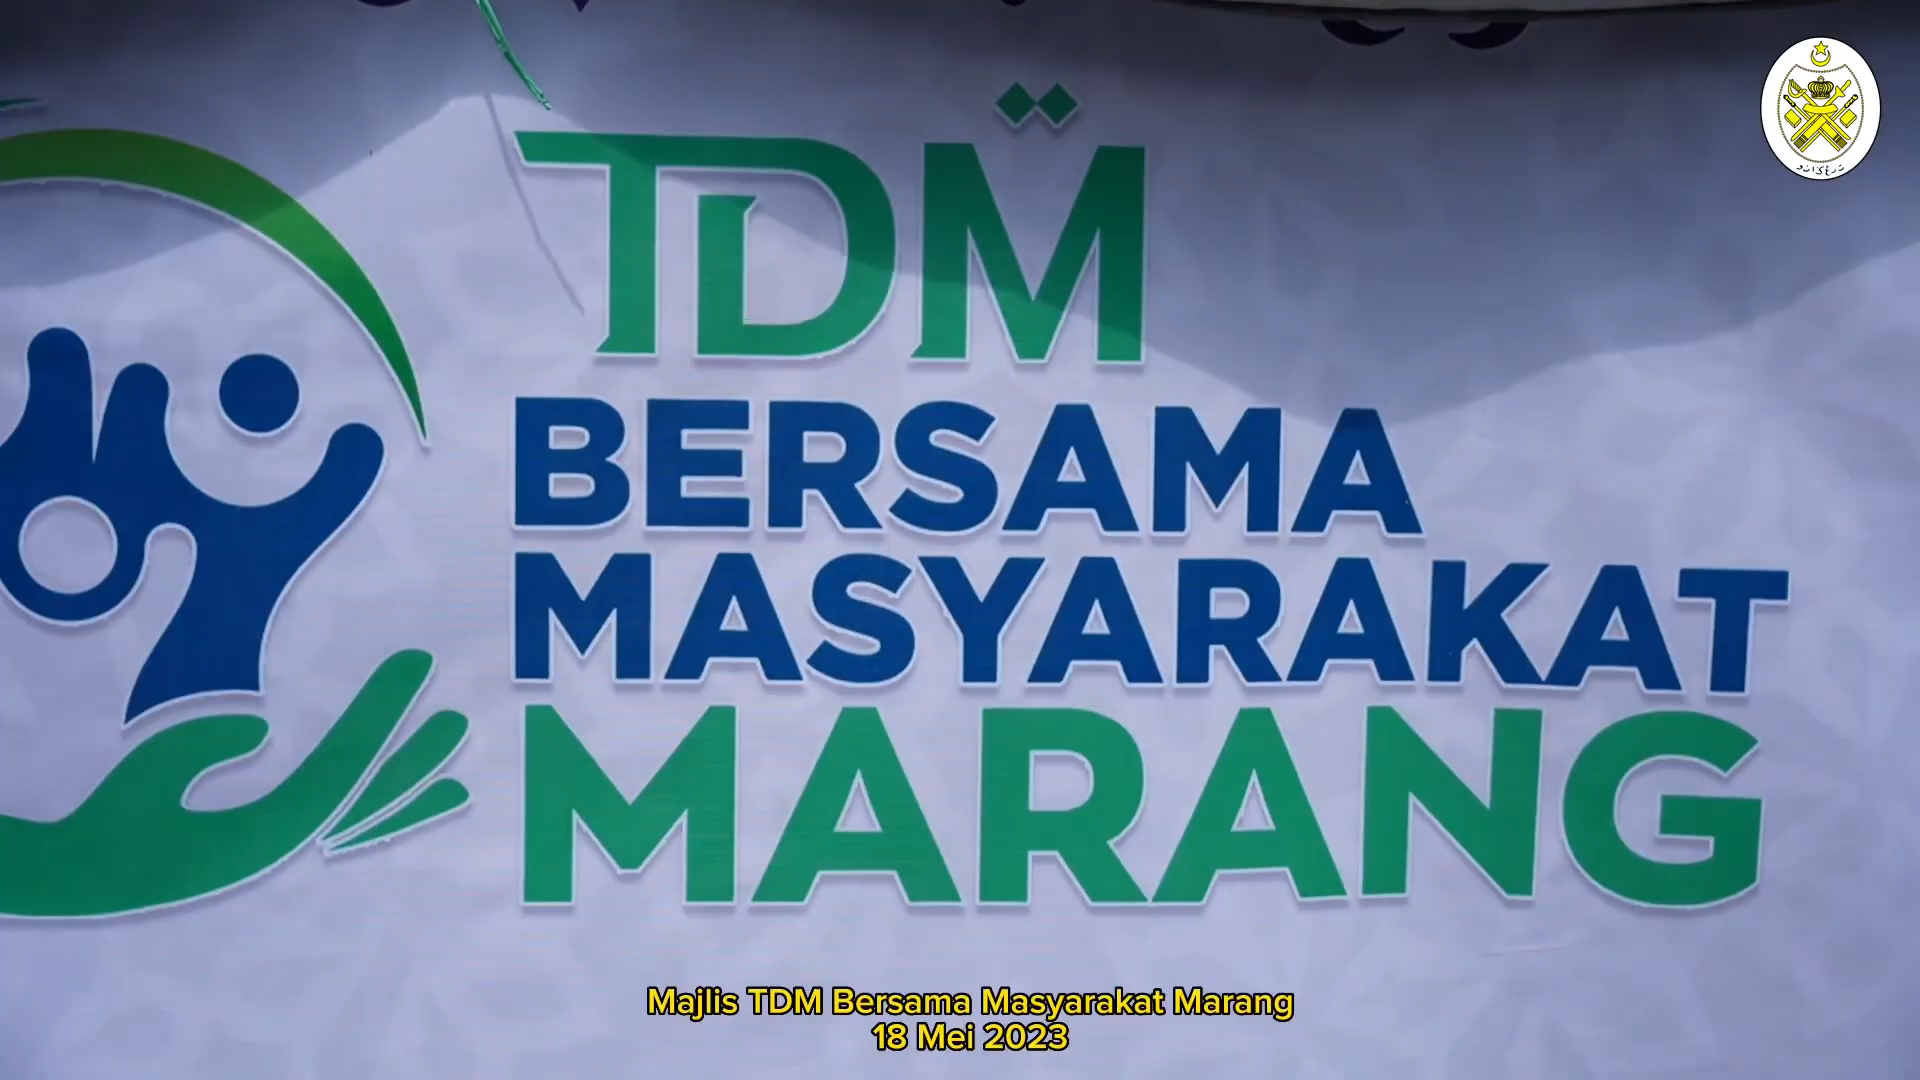 TDM
BERSAMA
MASYARAKAT
MARANG
Majlis TDM Bersama Masyarakat Marang
18 Mei 2023